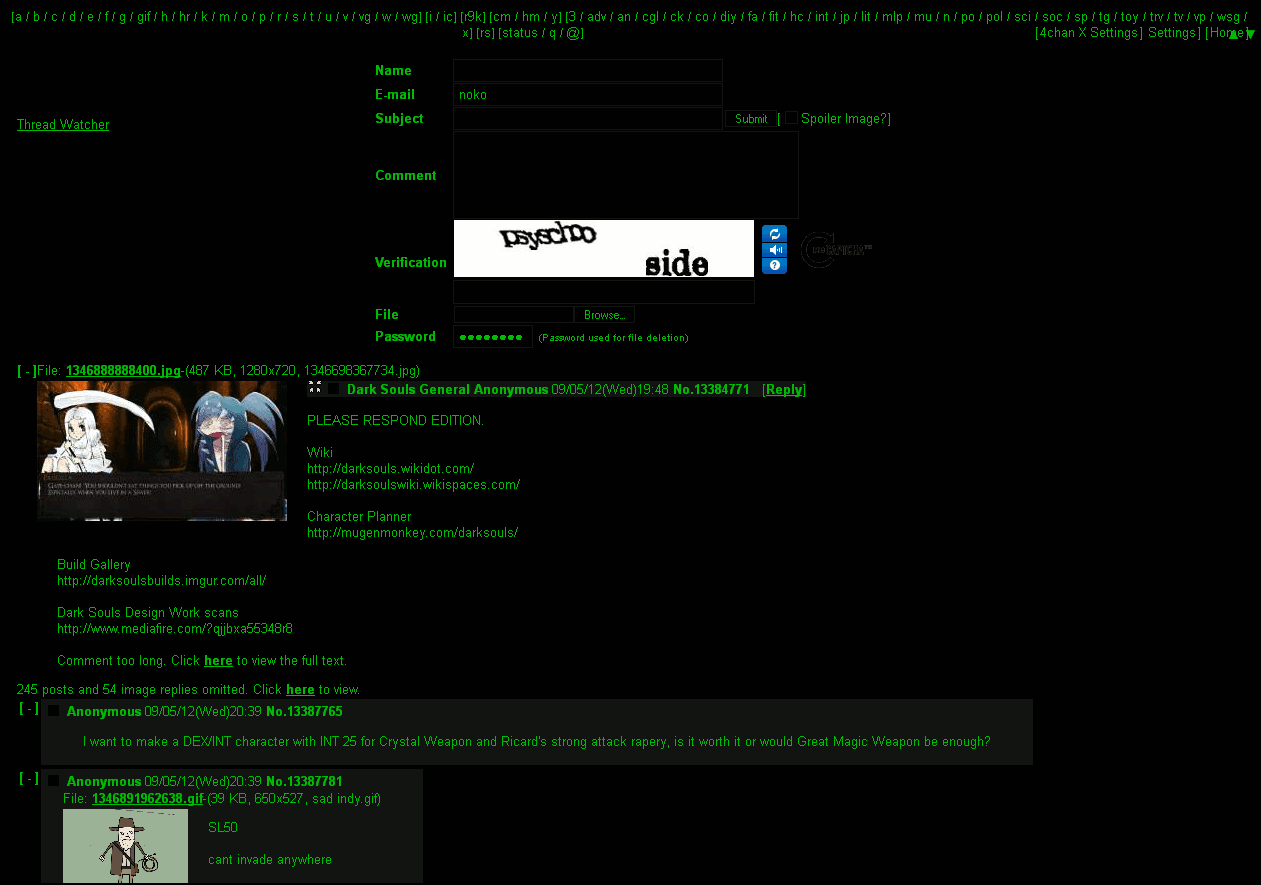 [a / b / c / d / e / f / g / gif / h / hr / k / m / o / p / r / s / t / u / v / vg / w / wg] [i / ic] [r9k] [cm / hm / y] [3 / adv / an / cgl / ck / co / diy / fa / fit / hc / int / jp / lit / mlp / mu / n / po / pol / sci / soc / sp / tg / toy / trv / tv / vp / wsg /
x] [rs] [status / q / @] [4chan X Settings] Settings] [Home]
Name
E-mail noko
Subject Submit [ Spoiler Image?]
Thread Watcher
Comment
payschoo side
Verification
File Browse...
Password ●●●●●●●● (Password used for file deletion)
[ - ]File: 1346888888400.jpg-(487 KB, 1280x720, 1346698367734.jpg)
Dark Souls General Anonymous 09/05/12(Wed)19:48 No.13384771 [Reply]
PLEASE RESPOND EDITION.
Wiki
http://darksouls.wikidot.com/
http://darksoulswiki.wikispaces.com/
Character Planner
http://mugenmonkey.com/darksouls/
Build Gallery
http://darksoulsbuilds.imgur.com/all/
Dark Souls Design Work scans
http://www.mediafire.com/?qjjbxa55348r8
Comment too long. Click here to view the full text.
245 posts and 54 image replies omitted. Click here to view.
[ - ] Anonymous 09/05/12(Wed)20:39 No.13387765
I want to make a DEX/INT character with INT 25 for Crystal Weapon and Ricard's strong attack rapery, is it worth it or would Great Magic Weapon be enough?
[ - ] Anonymous 09/05/12(Wed)20:39 No.13387781
File: 1346891962638.gif-(39 KB, 650x527, sad indy.gif)
SL50
cant invade anywhere